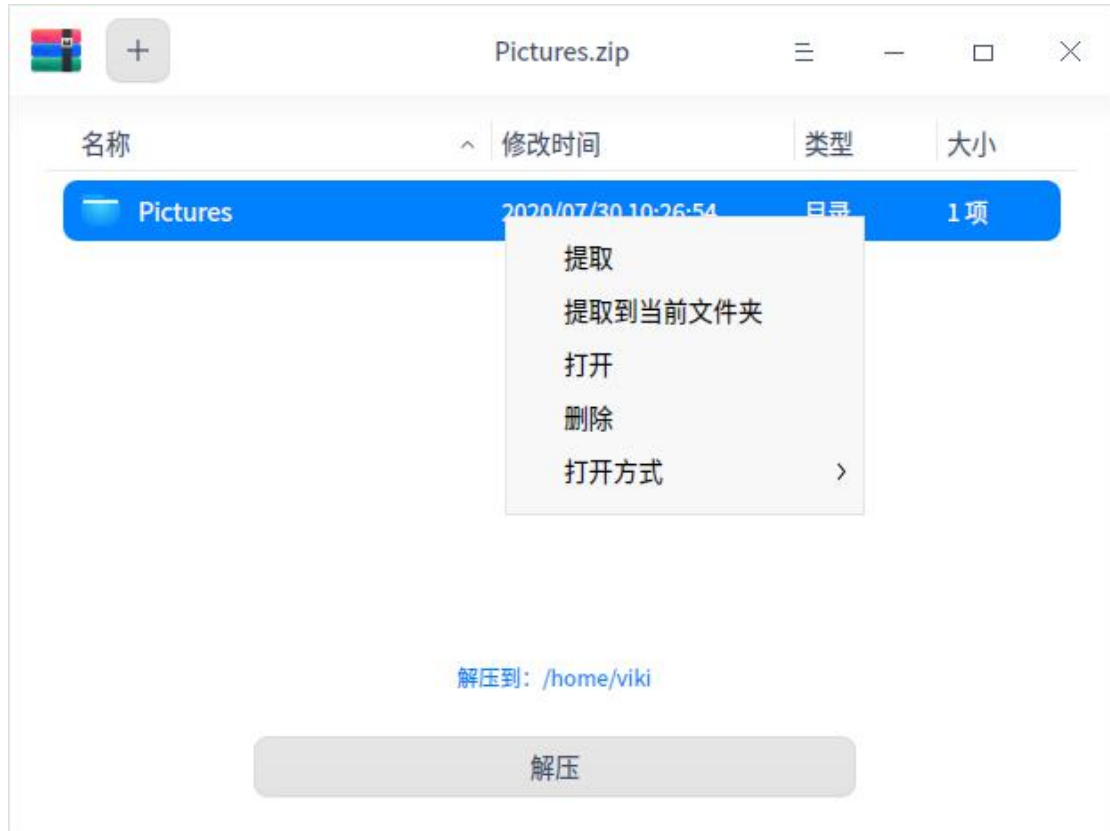 Pictures.zip
名称 修改时间 类型 大小
Pictures 2020/07/30 10:26:54 目录 1 项
提取
提取到当前文件夹
打开
删除
打开方式
解压到：/home/viki
解压